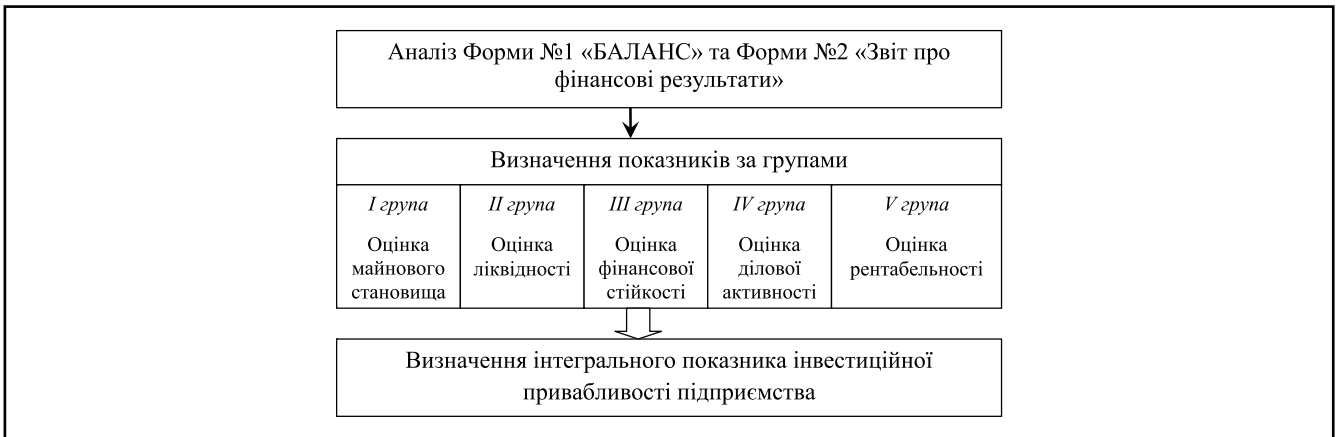 Аналіз Форми №1 «БАЛАНС» та Форми №2 «Звіт про
фінансові результати»
Визначення показників за групами
I група
Оцінка
майнового
становища
II група
Оцінка
ліквідності
III група
Оцінка
фінансової
стійкості
IV група
Оцінка
ділової
активності
V група
Оцінка
рентабельності
Визначення інтегрального показника інвестиційної
привабливості підприємства